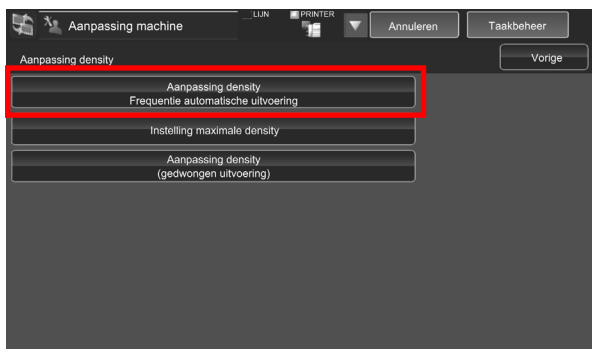 LIJN
PRINTER
Aanpassing machine
Annuleren
Taakbeheer
Aanpassing density
Vorige
Aanpassing density
Frequentie automatische uitvoering
Instelling maximale density
Aanpassing density
(gedwongen uitvoering)